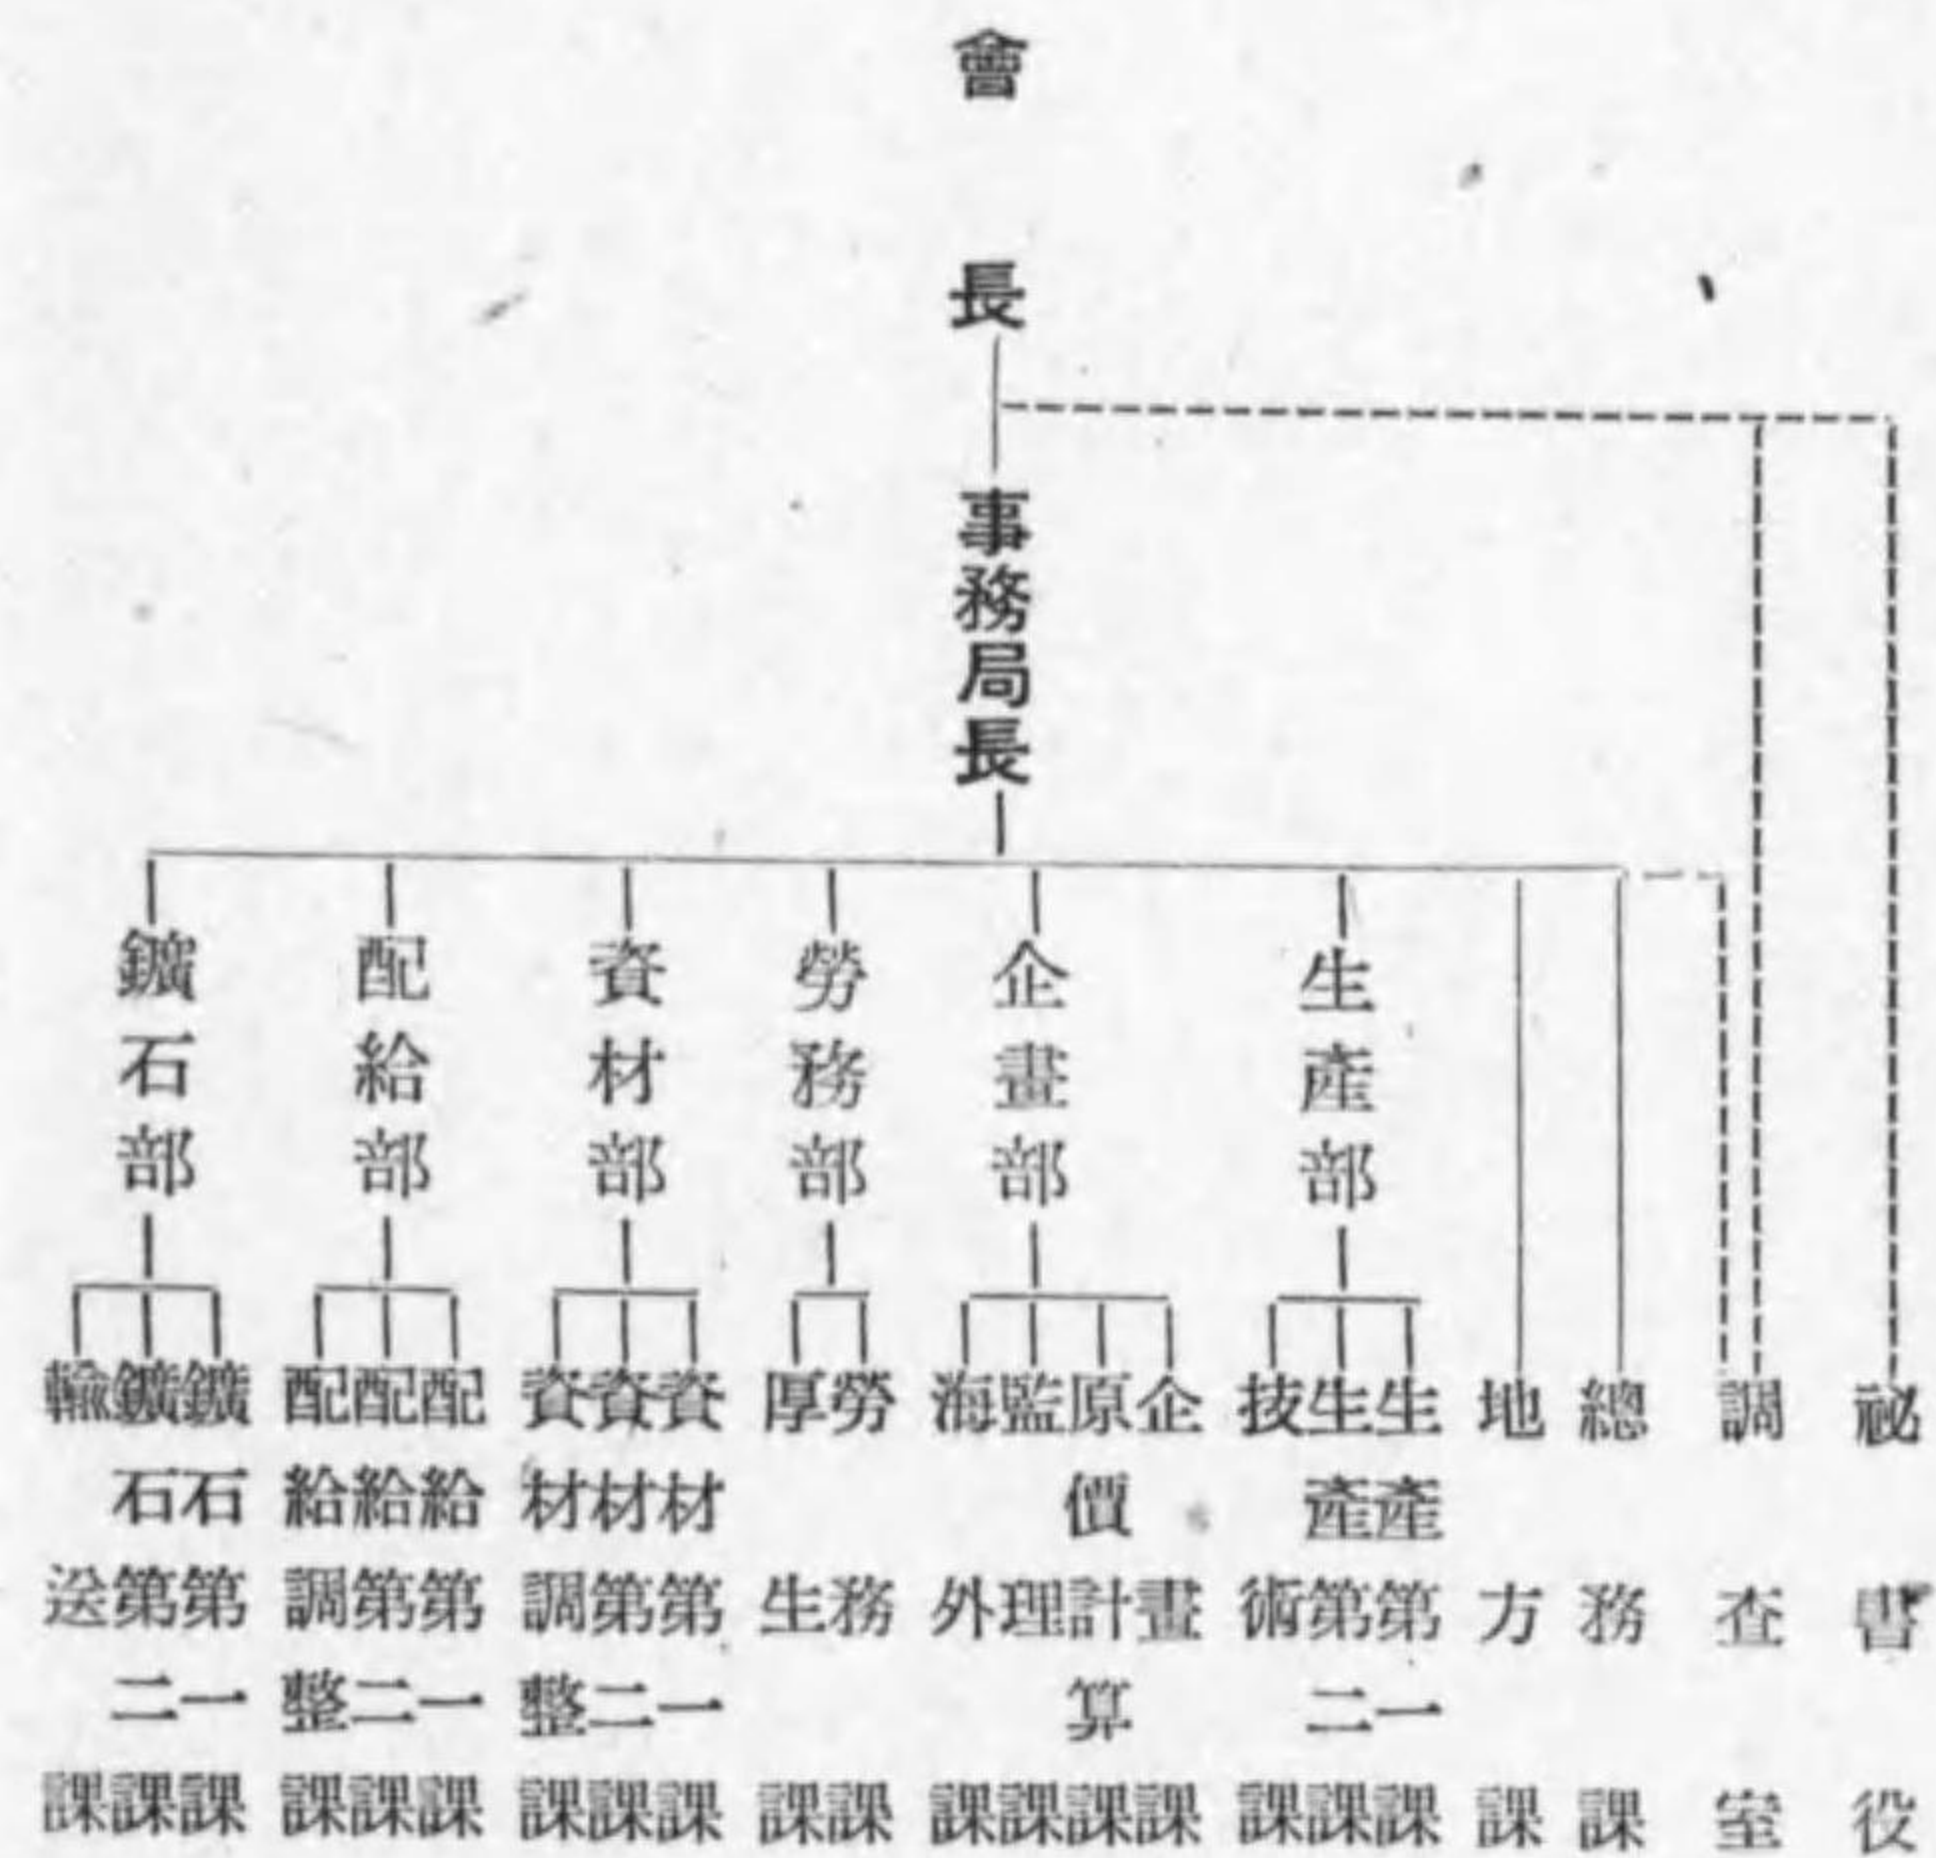 會長
事務局長
生產部
企畫部
勞務部
資材部
配給部
鑛石部
祕書役
調查室
總務課
地方課
生產第一課
生產第二課
技術課
企畫課
原價計算課
監理課
海外課
勞務課
厚生課
資材第一課
資材第二課
資材調整課
配給第一課
配給第二課
配給調整課
鑛石第一課
鑛石第二課
輸送課